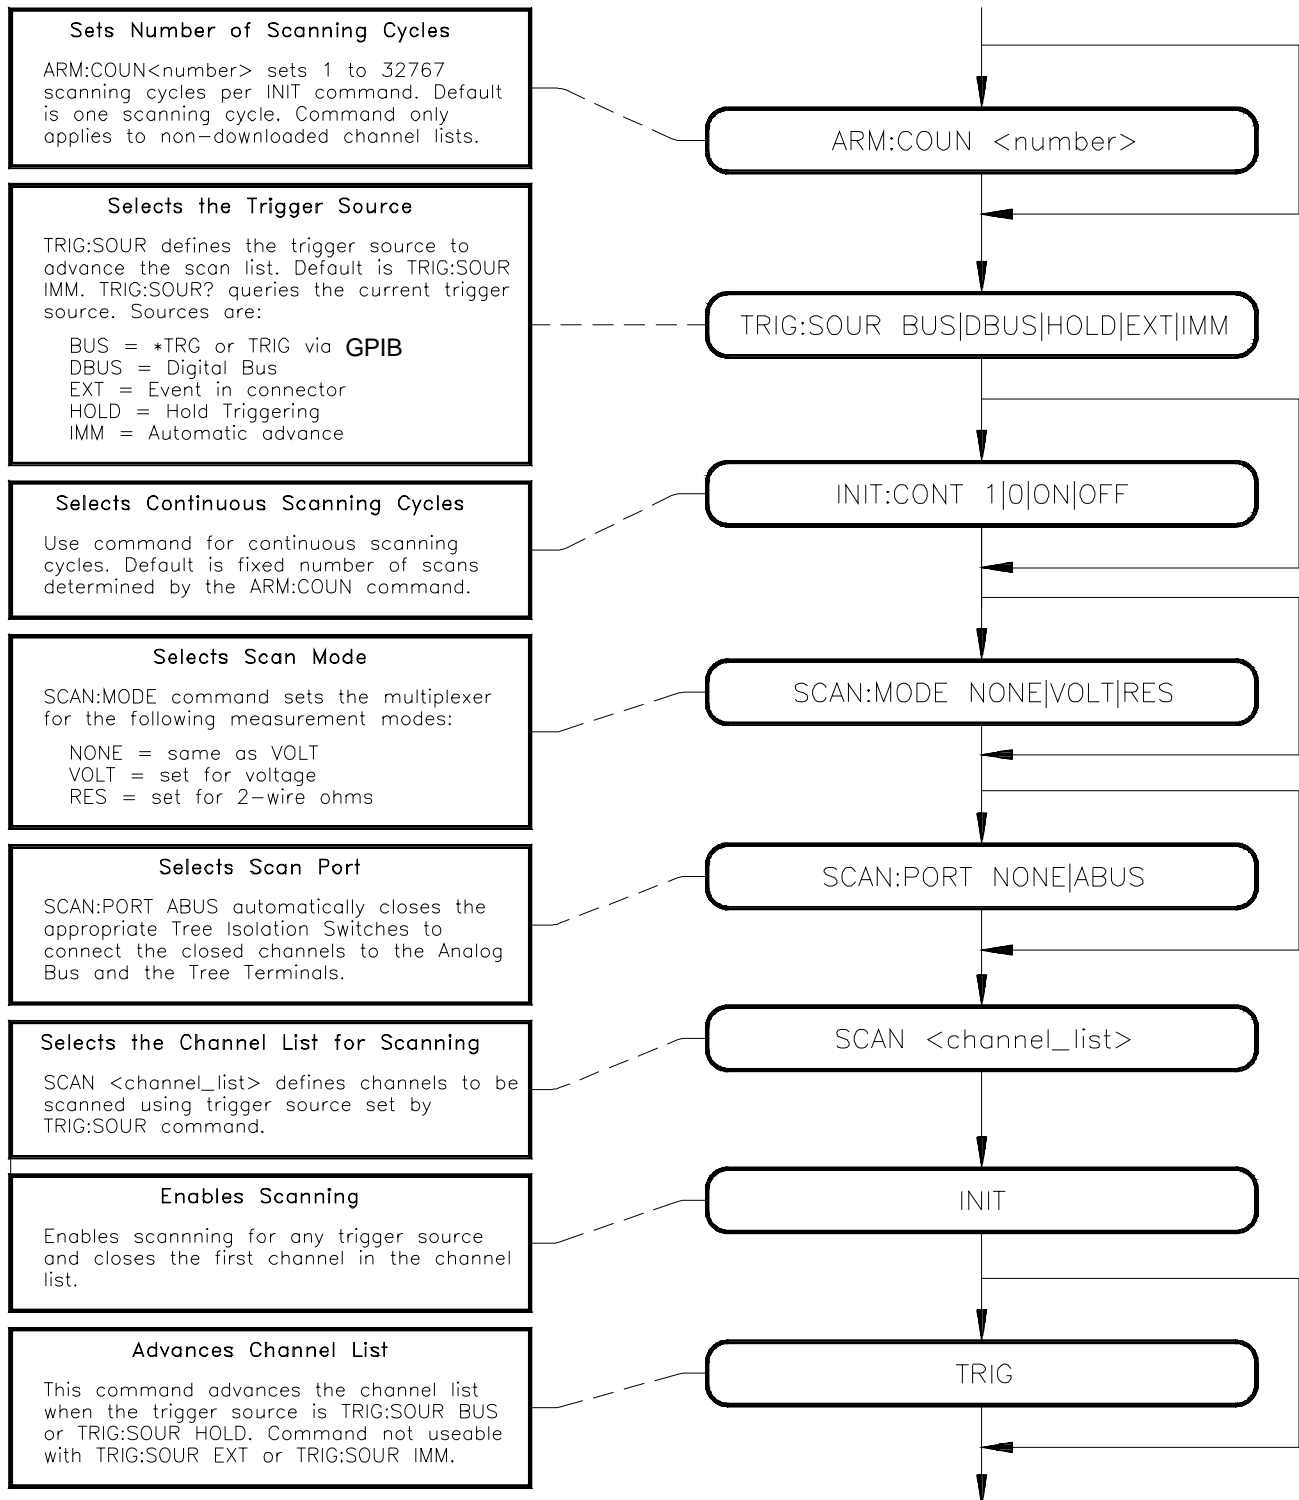 Sets Number of Scanning Cycles
ARM:COUN<number> sets 1 to 32767
scanning cycles per INIT command. Default
is one scanning cycle. Command only
applies to non-downloaded channel lists.
ARM:COUN <number>
Selects the Trigger Source
TRIG:SOUR defines the trigger source to
advance the scan list. Default is TRIG:SOUR
IMM. TRIG:SOUR? queries the current trigger
source. Sources are:
BUS = *TRG or TRIG via GPIB
DBUS = Digital Bus
EXT = Event in connector
HOLD = Hold Triggering
IMM = Automatic advance
TRIG:SOUR BUS|DBUS|HOLD|EXT|IMM
Selects Continuous Scanning Cycles
Use command for continuous scanning
cycles. Default is fixed number of scans
determined by the ARM:COUN command.
INIT:CONT 1|0|ON|OFF
Selects Scan Mode
SCAN:MODE command sets the multiplexer
for the following measurement modes:
NONE = same as VOLT
VOLT = set for voltage
RES = set for 2-wire ohms
SCAN:MODE NONE|VOLT|RES
Selects Scan Port
SCAN:PORT ABUS automatically closes the
appropriate Tree Isolation Switches to
connect the closed channels to the Analog
Bus and the Tree Terminals.
SCAN:PORT NONE|ABUS
Selects the Channel List for Scanning
SCAN <channel_list> defines channels to be
scanned using trigger source set by
TRIG:SOUR command.
SCAN <channel_list>
Enables Scanning
Enables scannning for any trigger source
and closes the first channel in the channel
list.
INIT
Advances Channel List
This command advances the channel list
when the trigger source is TRIG:SOUR BUS
or TRIG:SOUR HOLD. Command not useable
with TRIG:SOUR EXT or TRIG:SOUR IMM.
TRIG